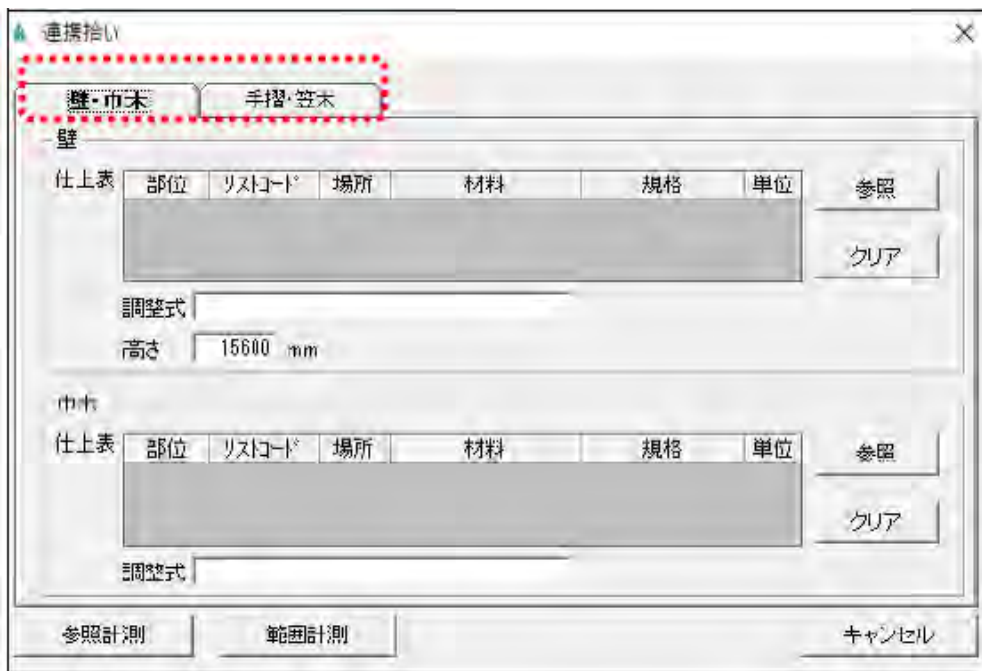 連携拾い
壁・巾木 手摺・笠木
壁
仕上表 部位 リストコード 場所 材料 規格 単位 参照
クリア
調整式
高さ 15600 mm
巾木
仕上表 部位 リストコード 場所 材料 規格 単位 参照
クリア
調整式
参照計測 範囲計測 キャンセル